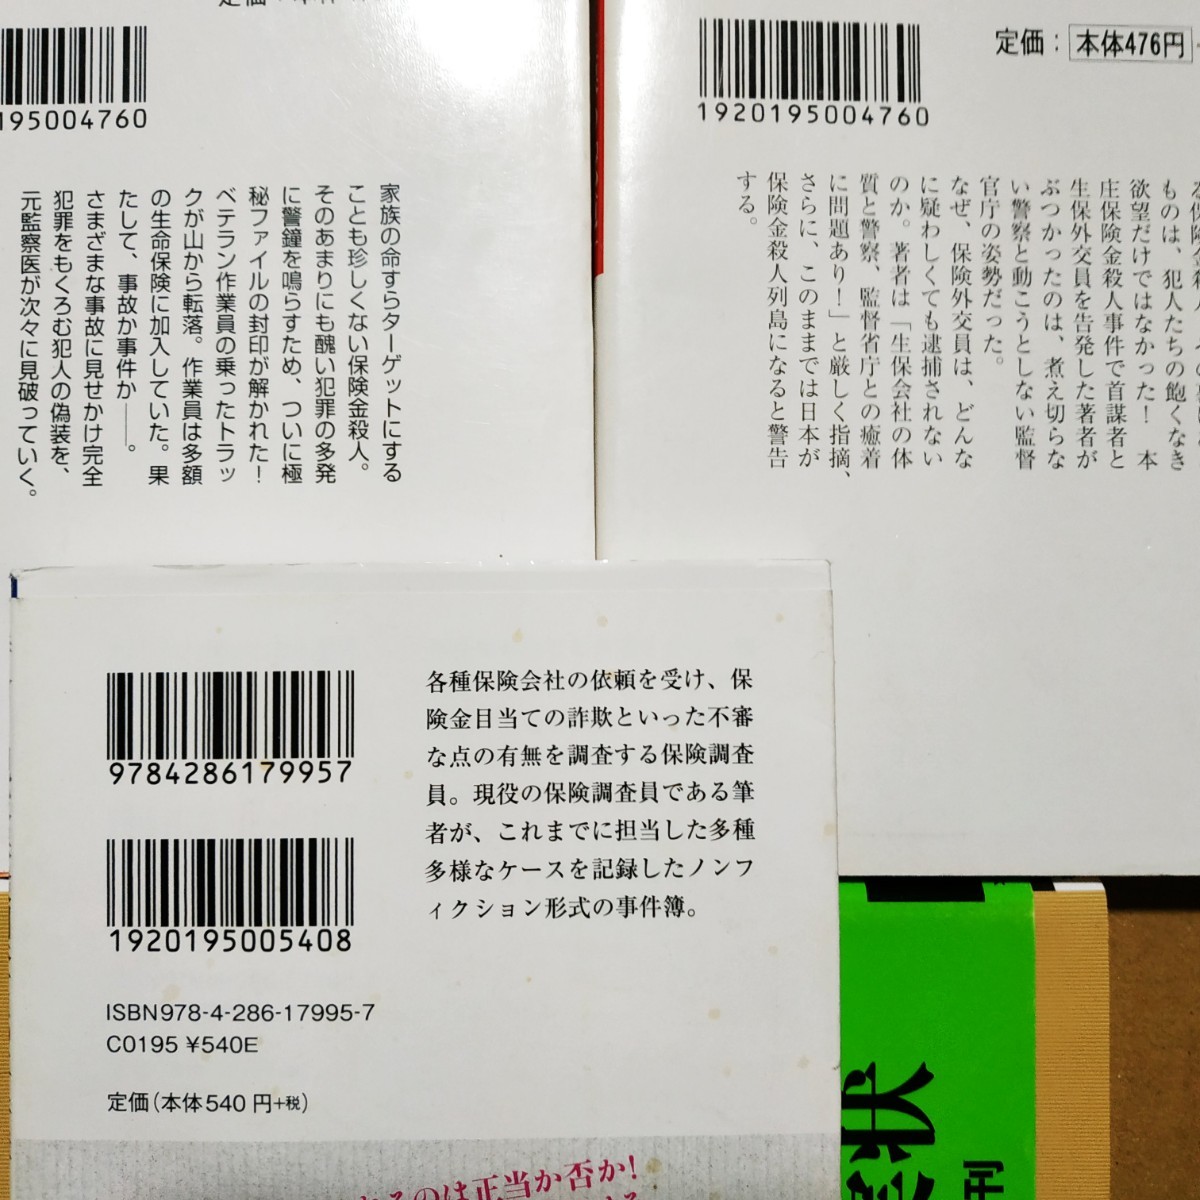 195004760
家族の命すらターゲットにする
ことも珍しくない保険金殺人。
そのあまりにも醜い犯罪の多発
に警鐘を鳴らすため、ついに極
秘ファイルの封印が解かれた!
ベテラン作業員の乗ったトラッ
クが山から転落。作業員は多額
の生命保険に加入していた。果
たして、事故か事件か――。
さまざまな事故に見せかけ完全
犯罪をもくろむ犯人の偽装を、
元監察医が次々に見破っていく。
定価:本体476円
1920195004760
ものは、犯人たちの飽くなき
欲望だけではなかった! 本
庄保険金殺人事件で首謀者と
生保外交員を告発した著者が
ぶつかったのは、煮え切らな
い警察と動こうとしない監督
官庁の姿勢だった。
なぜ、保険外交員は、どんな
に疑わしくても逮捕されない
のか。著者は「生保会社の体
質と警察、監督省庁との癒着
に問題あり!」と厳しく指摘、
さらに、このままでは日本が
保険金殺人列島になると警告
する。
9784286179957
1920195005408
ISBN978-4-286-17995-7
C0195 ¥540E
定価(本体540円+税)
各種保険会社の依頼を受け、保
険金目当ての詐欺といった不審
な点の有無を調査する保険調査
員。現役の保険調査員である筆
者が、これまでに担当した多種
多様なケースを記録したノンフ
ィクション形式の事件簿。
るのは正当か否か!